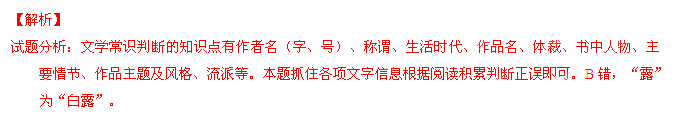 【解析】
试题分析：文学常识判断的知识点有作者名（字、号）、称谓、生活时代、作品名、体裁、书中人物、主
要情节、作品主题及风格、流派等。本题抓住各项文字信息根据阅读积累判断正误即可。B 错，“露”
为“白露”。